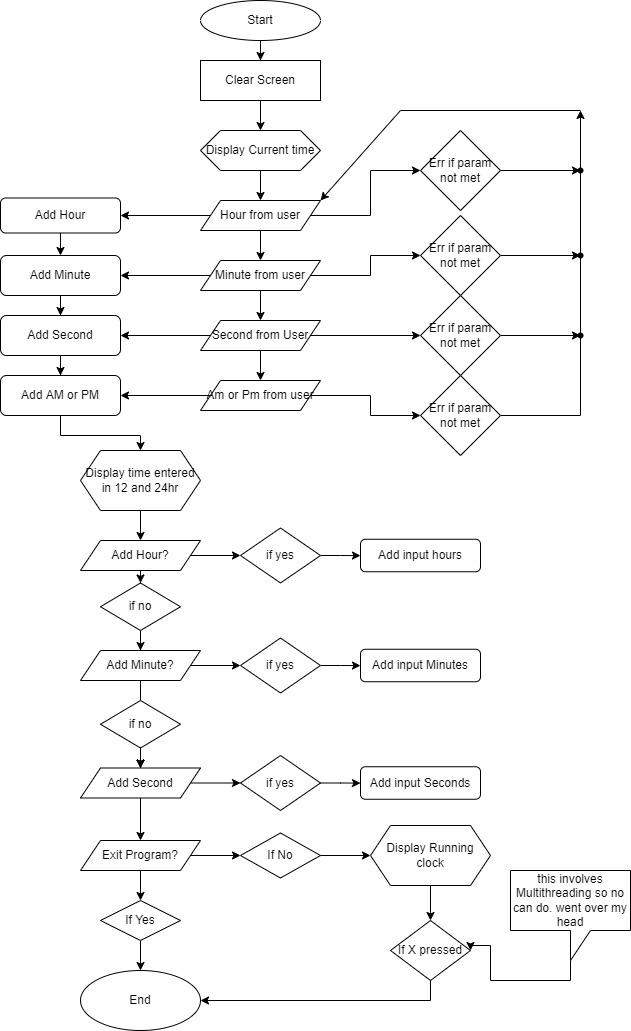 Start
Clear Screen
Display Current time
Err if param
not met
Add Hour
Hour from user
Err if param
not met
Add Minute
Minute from user
Add Second
Second from User
Err if param
not met
Add AM or PM
Am or Pm from user
Err if param
not met
Display time entered
in 12 and 24hr
Add Hour?
if yes
Add input hours
if no
Add Minute?
if yes
Add input Minutes
if no
Add Second
if yes
Add input Seconds
Exit Program?
If No
Display Running
clock
this involves
Multithreading so no
can do. went over my
head
If Yes
If X pressed
End